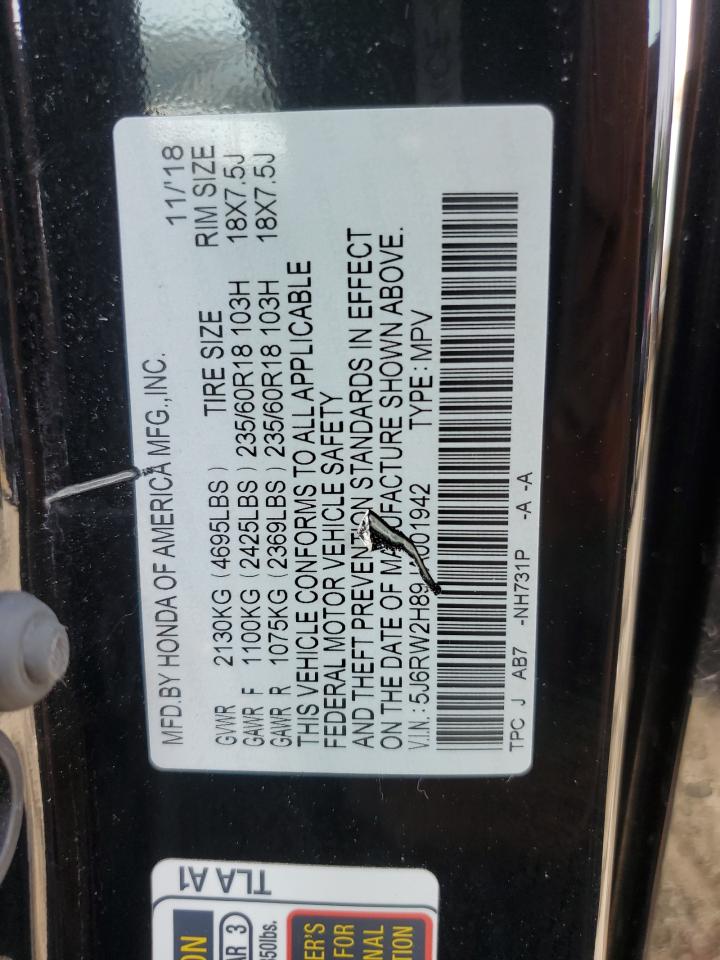 MFD.BY HONDA OF AMERICA MFG.,INC. 11/'18
TIRE SIZE RIM SIZE
GVWR 2130KG (4695LBS)
GAWR F 1100KG (2425LBS) 235/60R18 103H 18X7.5J
GAWR R 1075KG (2369LBS) 235/60R18 103H 18X7.5J
THIS VEHICLE CONFORMS TO ALL APPLICABLE
FEDERAL MOTOR VEHICLE SAFETY
AND THEFT PREVENTION STANDARDS IN EFFECT
ON THE DATE OF MANUFACTURE SHOWN ABOVE.
V.I.N.: 5J6RW2H89 001942 TYPE: MPV
TPC J AB7 -NH731P -A -A
TLA A1